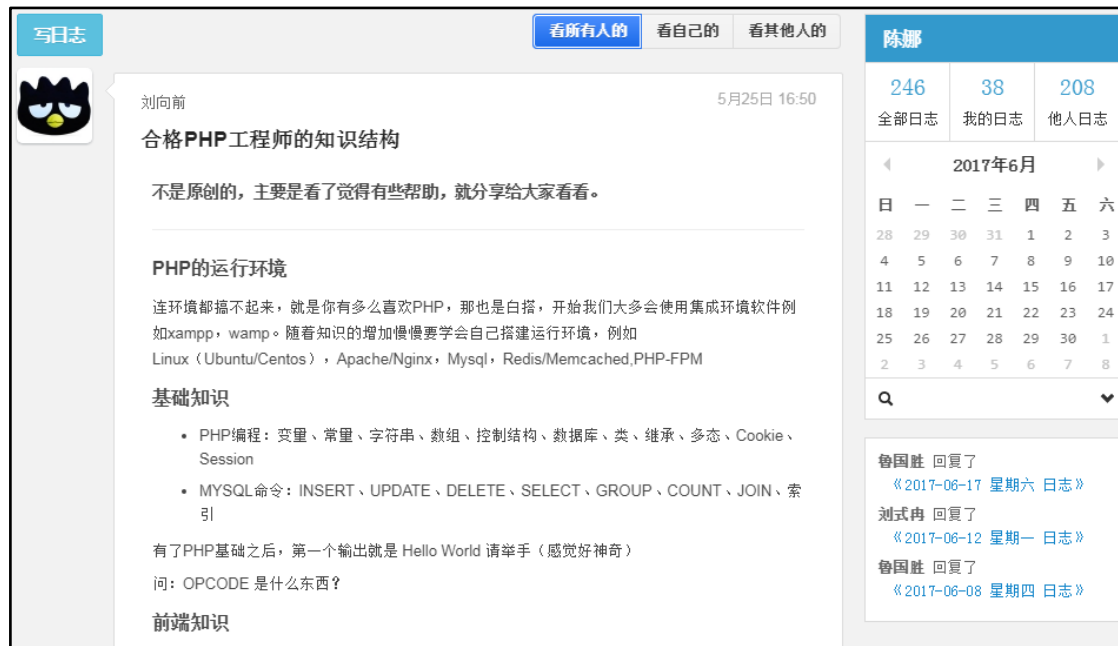 写日志
看所有人的 看自己的 看其他人的
刘向前 5月25日 16:50
合格PHP工程师的知识结构
不是原创的，主要是看了觉得有些帮助，就分享给大家看看。
PHP的运行环境
连环境都搞不起来，就是你有多么喜欢PHP，那也是白搭，开始我们大多会使用集成环境软件例
如xampp，wamp。随着知识的增加慢慢要学会自己搭建运行环境，例如
Linux（Ubuntu/Centos），Apache/Nginx，Mysql，Redis/Memcached,PHP-FPM
基础知识
• PHP编程：变量、常量、字符串、数组、控制结构、数据库、类、继承、多态、Cookie、
Session
• MYSQL命令：INSERT、UPDATE、DELETE、SELECT、GROUP、COUNT、JOIN、索
引
有了PHP基础之后，第一个输出就是 Hello World 请举手（感觉好神奇）
问：OPCODE 是什么东西？
前端知识
陈娜
246 38 208
全部日志 我的日志 他人日志
2017年6月
日 一 二 三 四 五 六
28 29 30 31 1 2 3
4 5 6 7 8 9 10
11 12 13 14 15 16 17
18 19 20 21 22 23 24
25 26 27 28 29 30 1
2 3 4 5 6 7 8
鲁国胜 回复了
《2017-06-17 星期六 日志》
刘式冉 回复了
《2017-06-12 星期一 日志》
鲁国胜 回复了
《2017-06-08 星期四 日志》